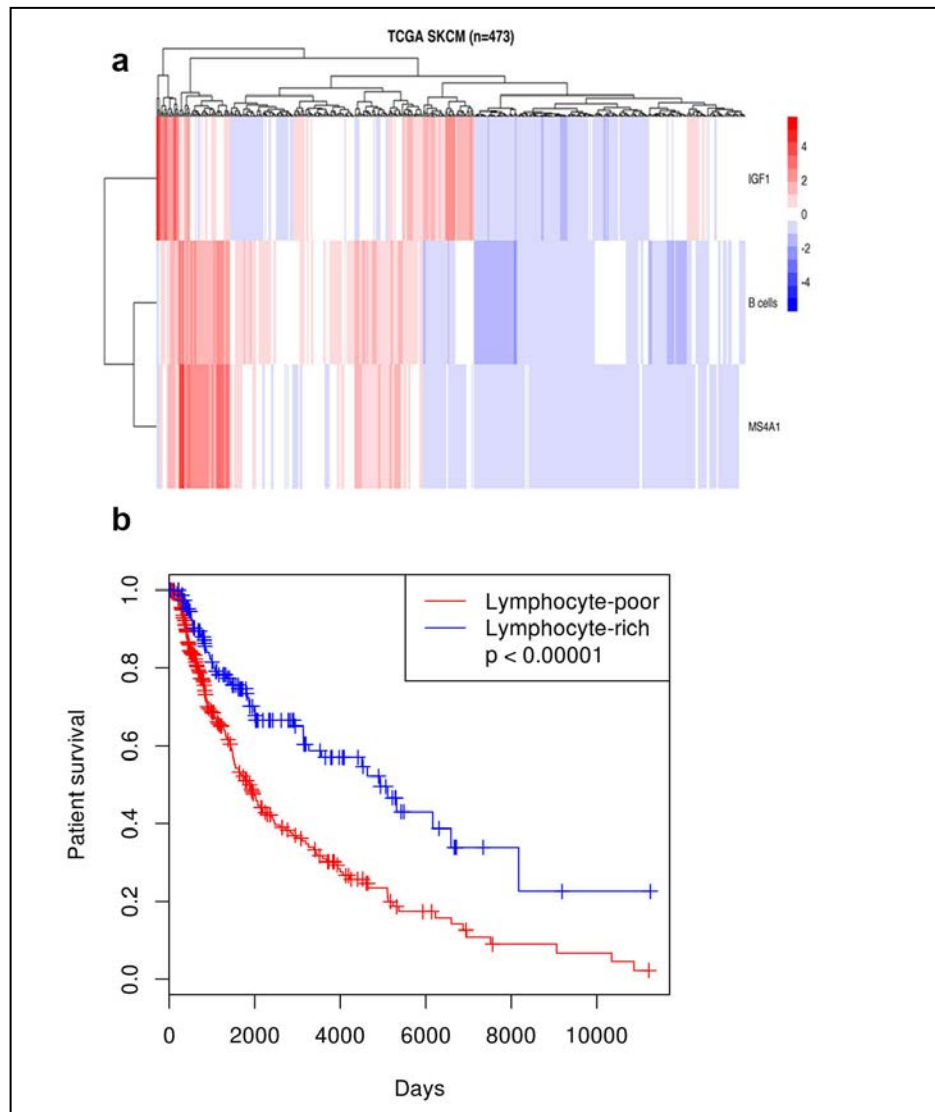 TCGA SKCM (n=473)
a
4
2
0
-2
-4
IGF1
B cells
MS4A1
b
Lymphocyte-poor
Lymphocyte-rich
p < 0.00001
1.0
0.8
0.6
0.4
0.2
0.0
Patient survival
0 2000 4000 6000 8000 10000
Days